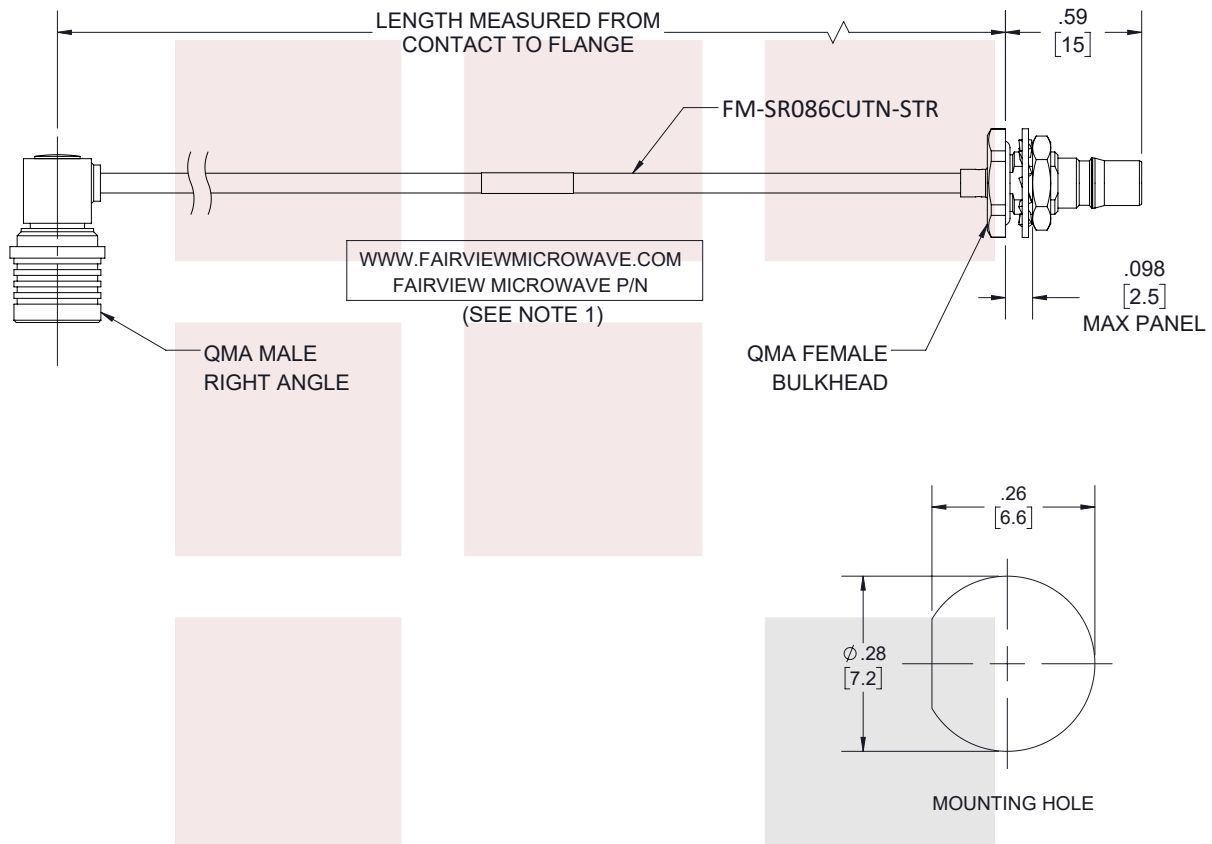 LENGTH MEASURED FROM
CONTACT TO FLANGE
.59
[15]
FM-SR086CUTN-STR
WWW.FAIRVIEWMICROWAVE.COM
FAIRVIEW MICROWAVE P/N
(SEE NOTE 1)
.098
[2.5]
MAX PANEL
QMA MALE
RIGHT ANGLE
QMA FEMALE
BULKHEAD
.26
[6.6]
Ø.28
[7.2]
MOUNTING HOLE